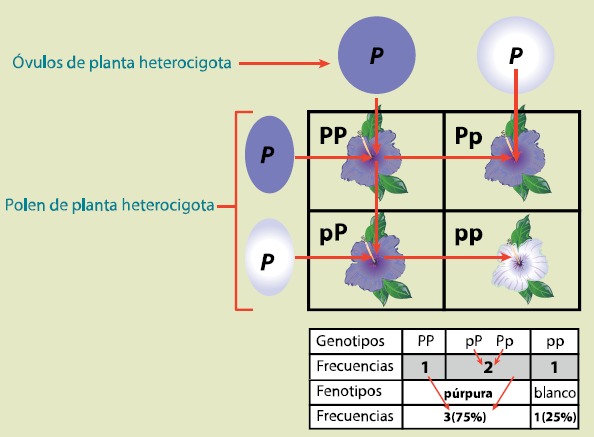 Óvulos de planta heterocigota
P
P
PP
Pp
P
Polen de planta heterocigota
pP
pp
P
Genotipos PP pP Pp pp
Frecuencias 1 2 1
Fenotipos púrpura blanco
Frecuencias 3(75%) 1(25%)